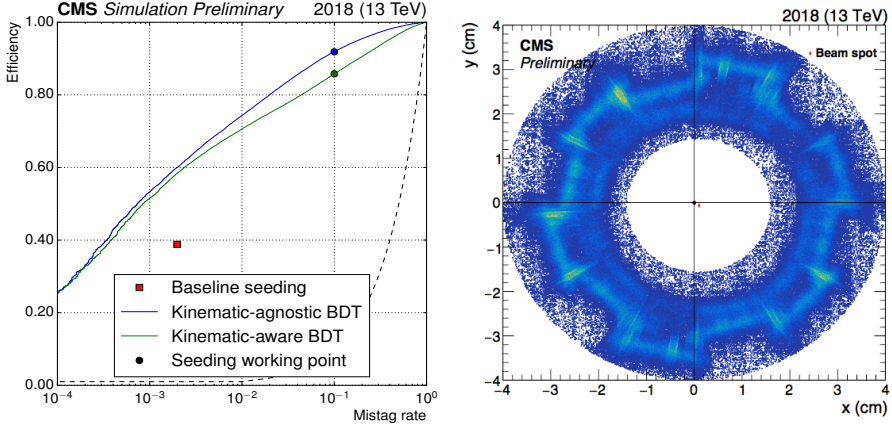 CMS Simulation Preliminary 2018 (13 TeV)
Efficiency
1.00
0.80
0.60
0.40
0.20
0.00
Baseline seeding
Kinematic-agnostic BDT
Kinematic-aware BDT
Seeding working point
10⁻⁴ 10⁻³ 10⁻² 10⁻¹ 10⁰
Mistag rate
2018 (13 TeV)
y (cm)
CMS
Preliminary
Beam spot
4
3
2
1
0
−1
−2
−3
−4
−4 −3 −2 −1 0 1 2 3 4
x (cm)